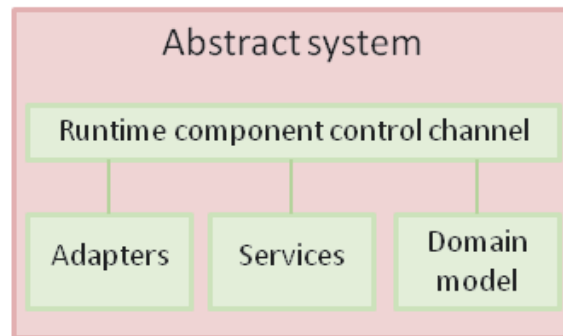 Abstract system
Runtime component control channel
Adapters
Services
Domain
model